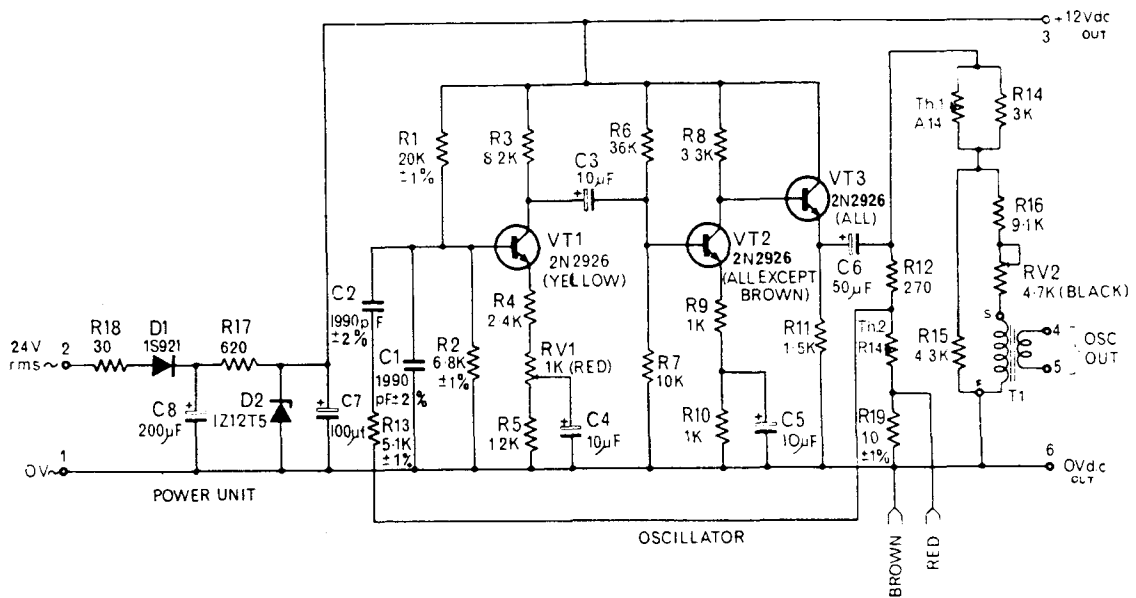 +12Vdc
3 OUT
Th.1
A14
R14
3K
R1
20K
±1%
R3
8.2K
R6
36K
R8
3.3K
C3
10µF
VT3
2N2926
(ALL)
R16
9.1K
VT1
2N2926
(YELLOW)
VT2
2N2926
(ALL EXCEPT
BROWN)
C6
50µF
R12
270
RV2
4.7K (BLACK)
C2
1990pF
±2%
R4
2.4K
R9
1K
R11
1.5K
Th.2
R14
R15
4.3K
S
F
T1
4
5
OSC
OUT
R18
30
D1
1S921
R17
620
24V
rms~
2
C1
1990
pF±2%
R2
6.8K
±1%
RV1
1K (RED)
R7
10K
C8
200µF
D2
1Z12T5
C7
100µf
R13
5.1K
±1%
R5
12K
C4
10µF
R10
1K
C5
10µF
R19
10
±1%
0V~
1
6
0Vd.c
OUT
POWER UNIT
OSCILLATOR
BROWN
RED